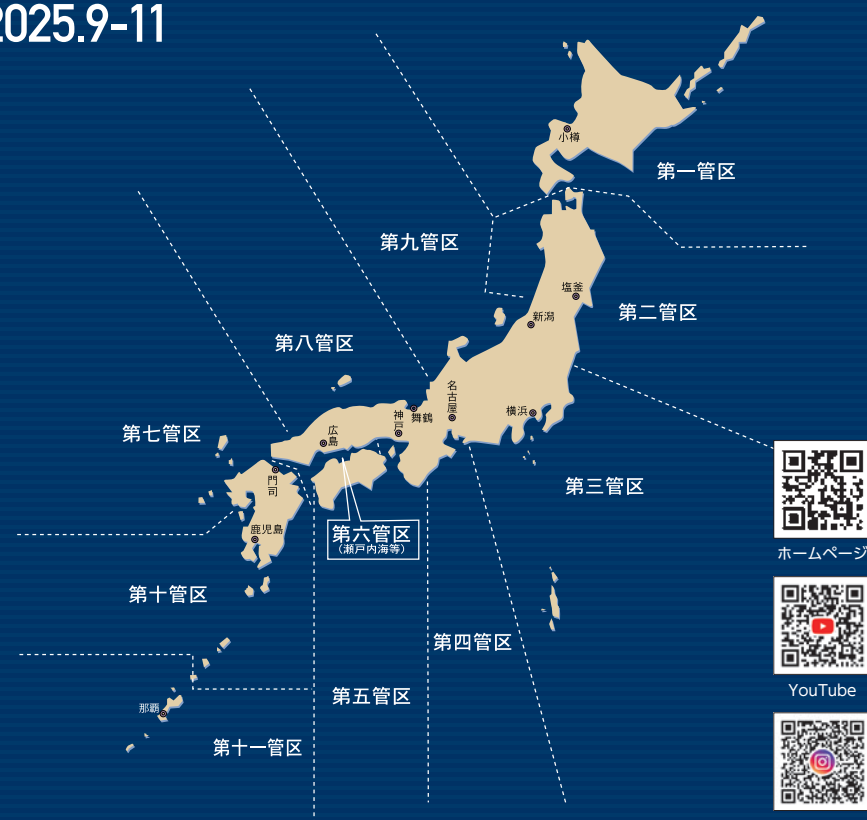 2025.9-11
小樽
第一管区
第九管区
塩釜
第二管区
新潟
第八管区
名古屋
横浜
神戸
舞鶴
広島
第七管区
門司
第三管区
鹿児島
第六管区
（瀬戸内海等）
ホームページ
第十管区
第四管区
YouTube
第五管区
那覇
第十一管区